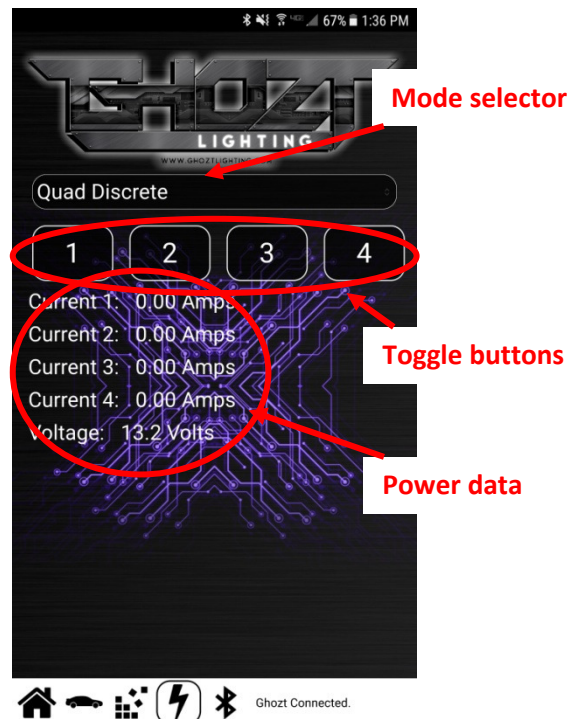 67% 1:36 PM
GHOZT
Mode selector
LIGHTING
WWW.GHOZTLIGHTING.COM
Quad Discrete
1 2 3 4
Current 1: 0.00 Amps
Current 2: 0.00 Amps
Toggle buttons
Current 3: 0.00 Amps
Current 4: 0.00 Amps
Voltage: 13.2 Volts
Power data
Ghozt Connected.